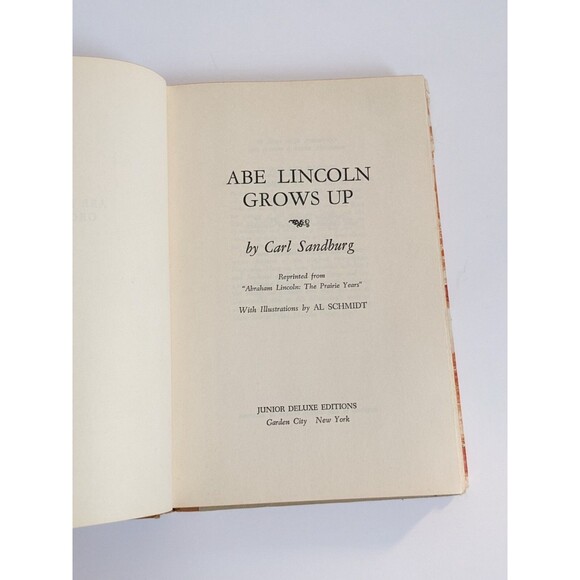 ABE LINCOLN
GROWS UP
by Carl Sandburg
Reprinted from
"Abraham Lincoln: The Prairie Years"
With Illustrations by AL SCHMIDT
JUNIOR DELUXE EDITIONS
Garden City New York